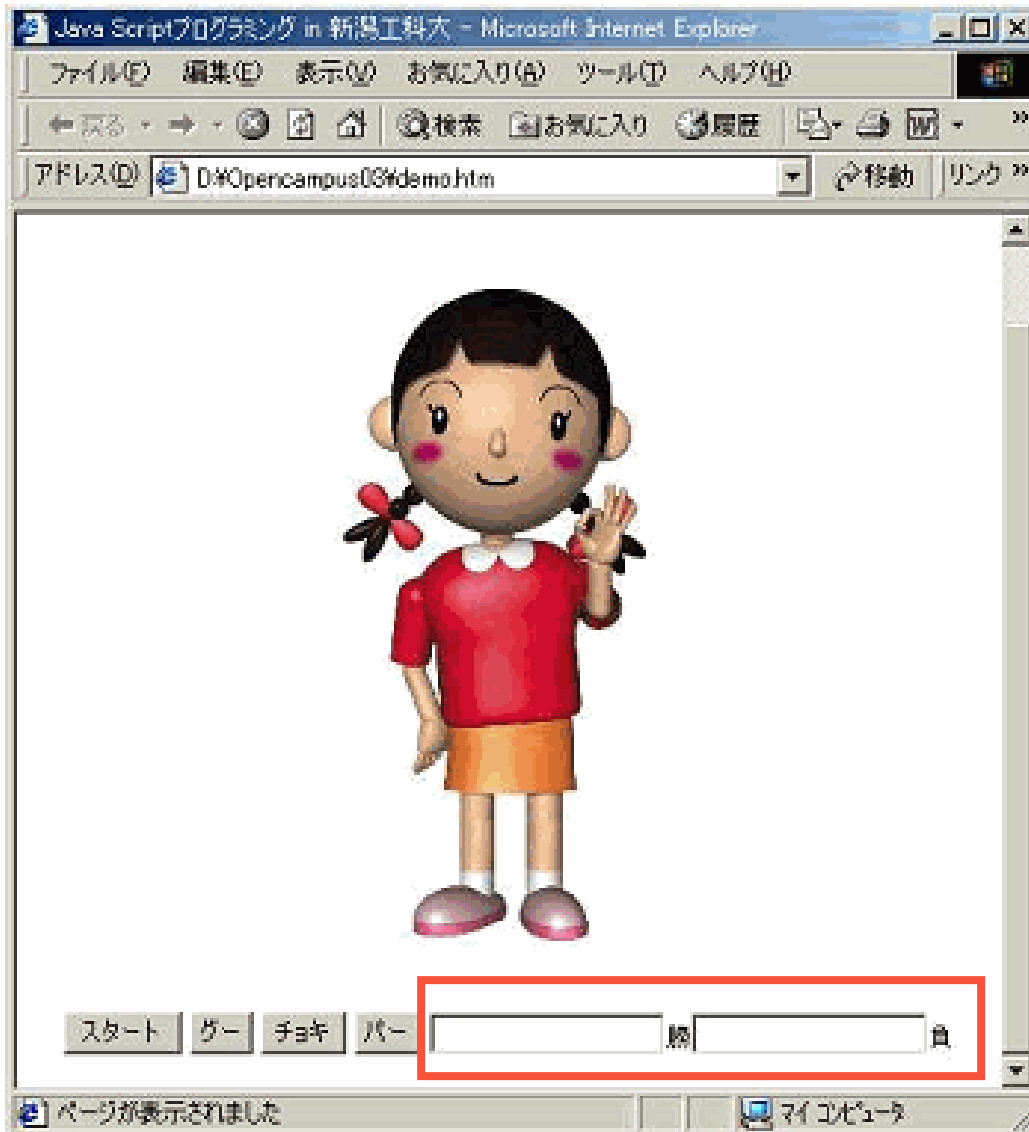 Java Scriptプログラミング in 新潟工科大 - Microsoft Internet Explorer
ファイル(F) 編集(E) 表示(V) お気に入り(A) ツール(T) ヘルプ(H)
戻る 検索 お気に入り 履歴 W »
アドレス(D) D:¥Opencampus03¥demo.htm 移動 リンク »
スタート グー チョキ パー 勝 負
ページが表示されました マイ コンピュータ